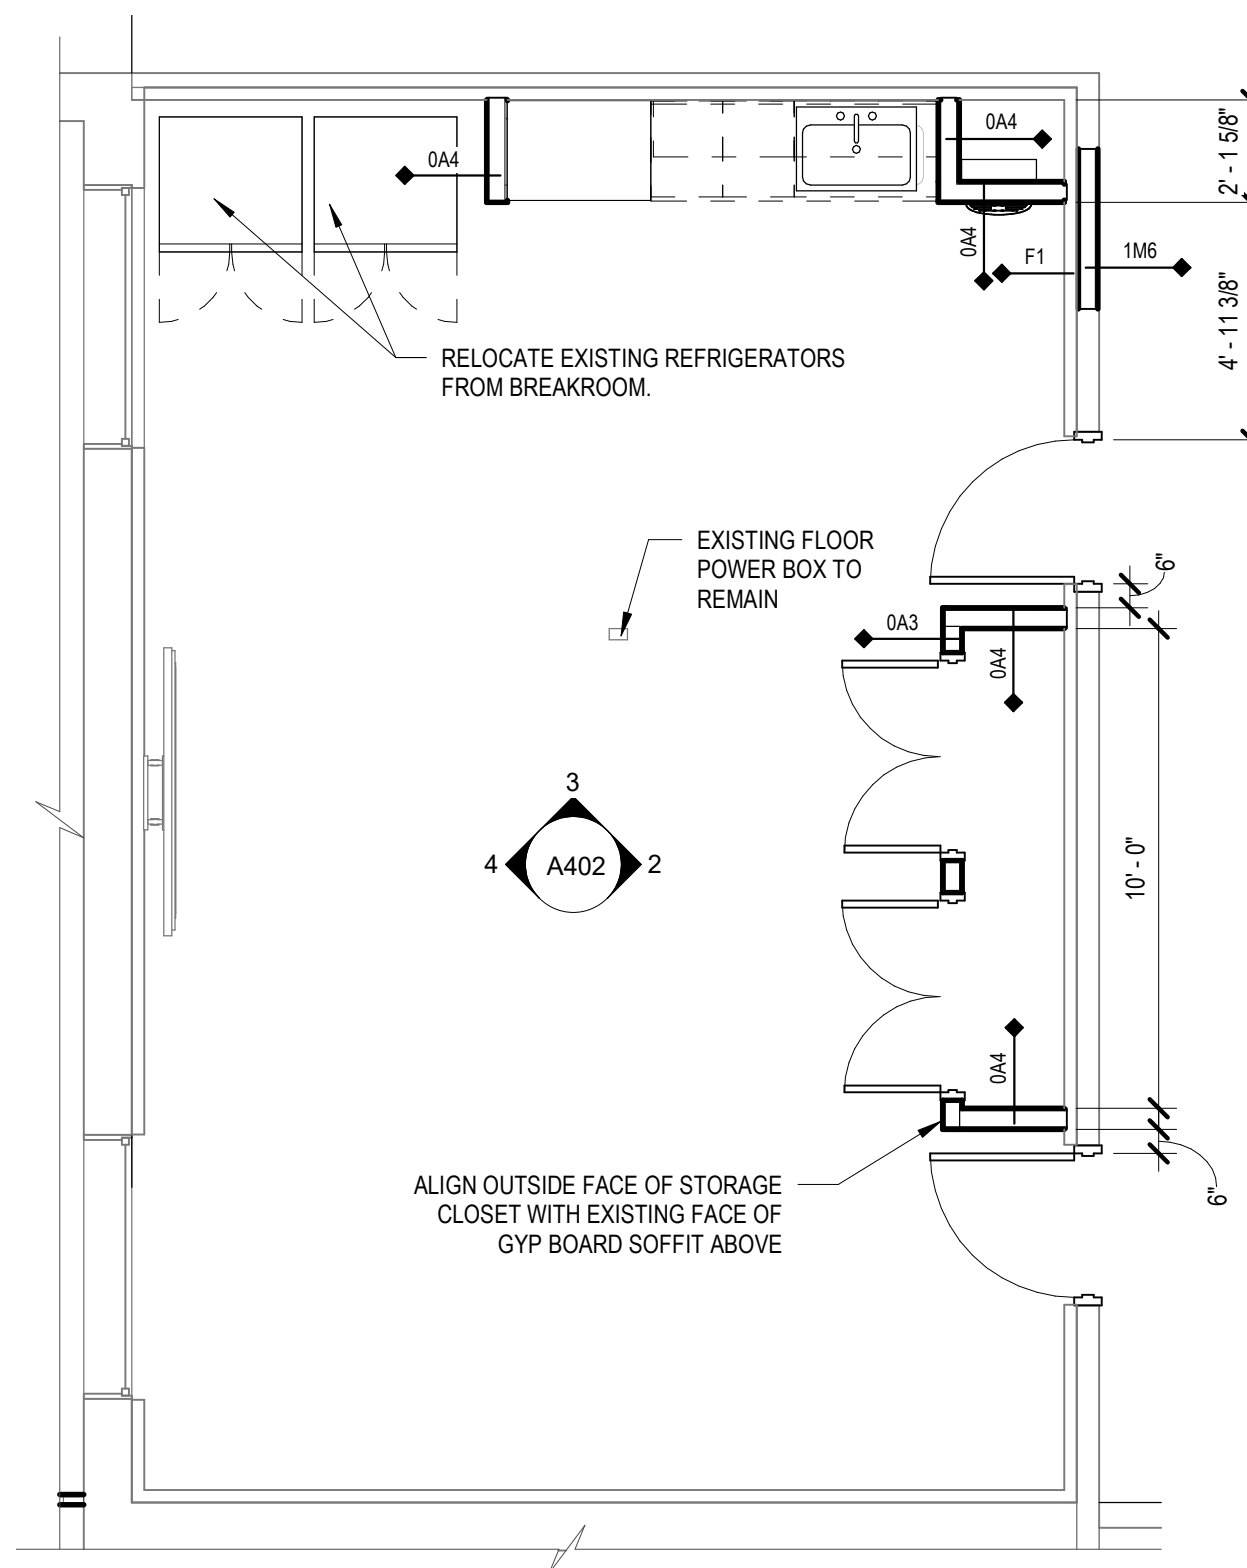 0A4
0A4
2' - 1 5/8"
0A4
F1
1M6
4' - 11 3/8"
RELOCATE EXISTING REFRIGERATORS
FROM BREAKROOM.
EXISTING FLOOR
POWER BOX TO
REMAIN
6"
0A3
0A4
3
4
A402
2
10' - 0"
0A4
ALIGN OUTSIDE FACE OF STORAGE
CLOSET WITH EXISTING FACE OF
GYP BOARD SOFFIT ABOVE
6"